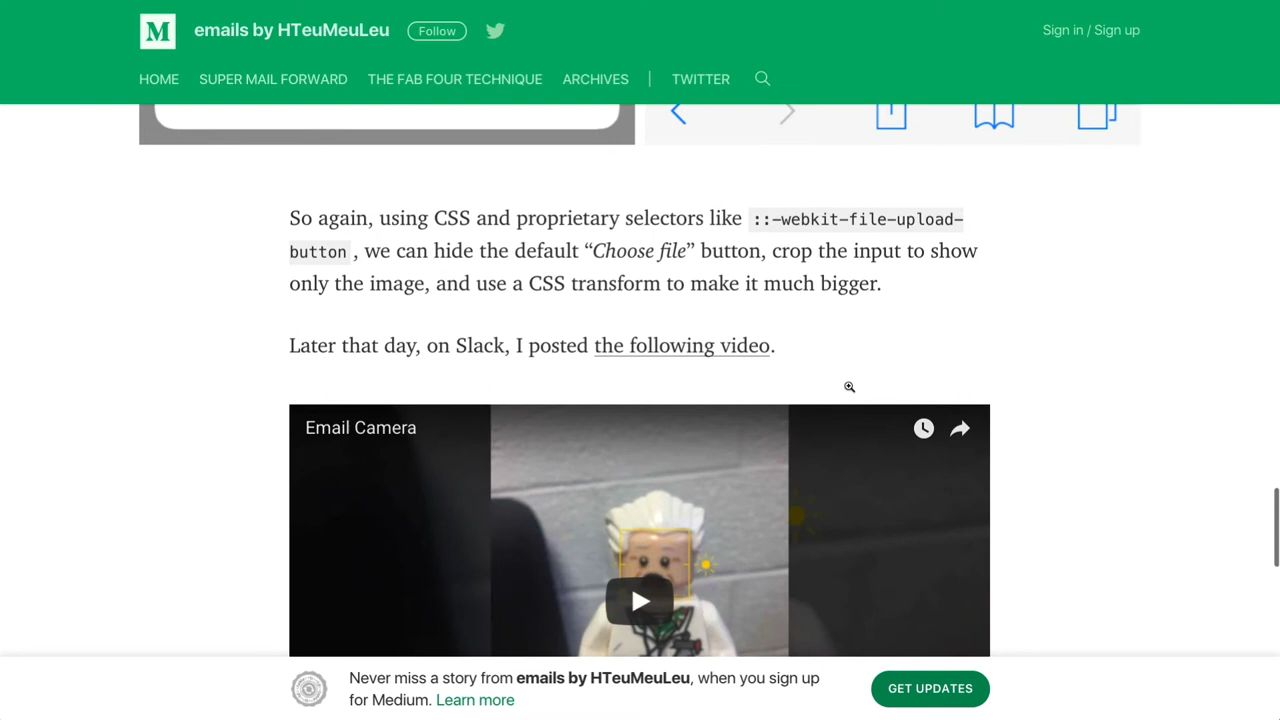 M
emails by HTeuMeuLeu Follow
Sign in / Sign up
HOME SUPER MAIL FORWARD THE FAB FOUR TECHNIQUE ARCHIVES | TWITTER
So again, using CSS and proprietary selectors like ::-webkit-file-upload-
button , we can hide the default “Choose file” button, crop the input to show
only the image, and use a CSS transform to make it much bigger.
Later that day, on Slack, I posted the following video.
Email Camera
Never miss a story from emails by HTeuMeuLeu, when you sign up
for Medium. Learn more
GET UPDATES